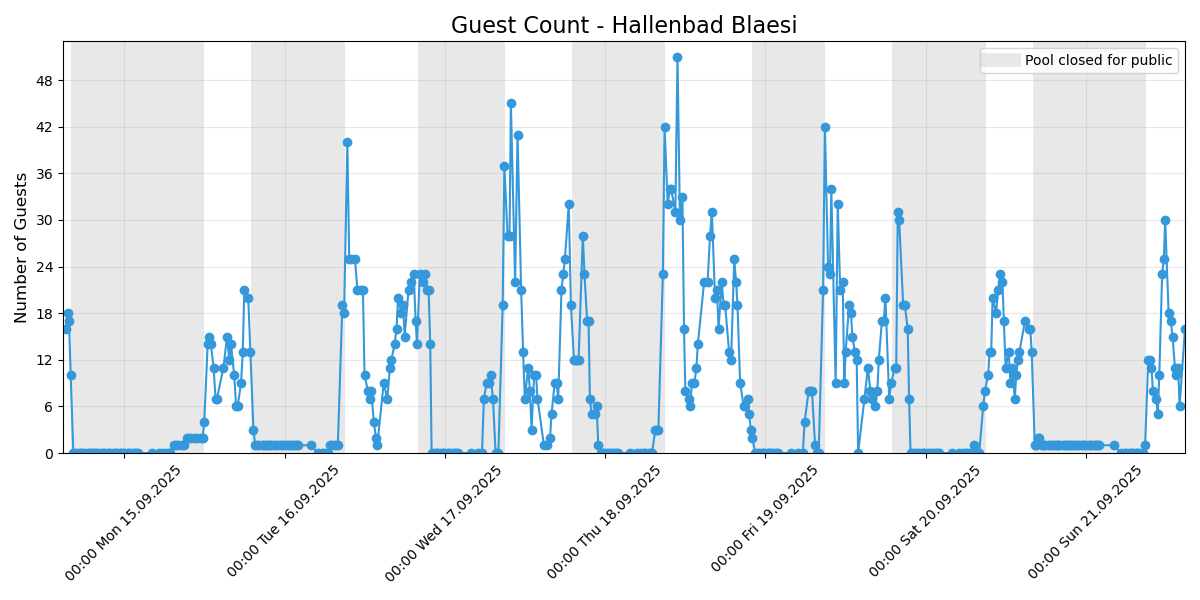 Guest Count - Hallenbad Blaesi
Pool closed for public
Number of Guests
48
42
36
30
24
18
12
6
0
00:00 Mon 15.09.2025
00:00 Tue 16.09.2025
00:00 Wed 17.09.2025
00:00 Thu 18.09.2025
00:00 Fri 19.09.2025
00:00 Sat 20.09.2025
00:00 Sun 21.09.2025